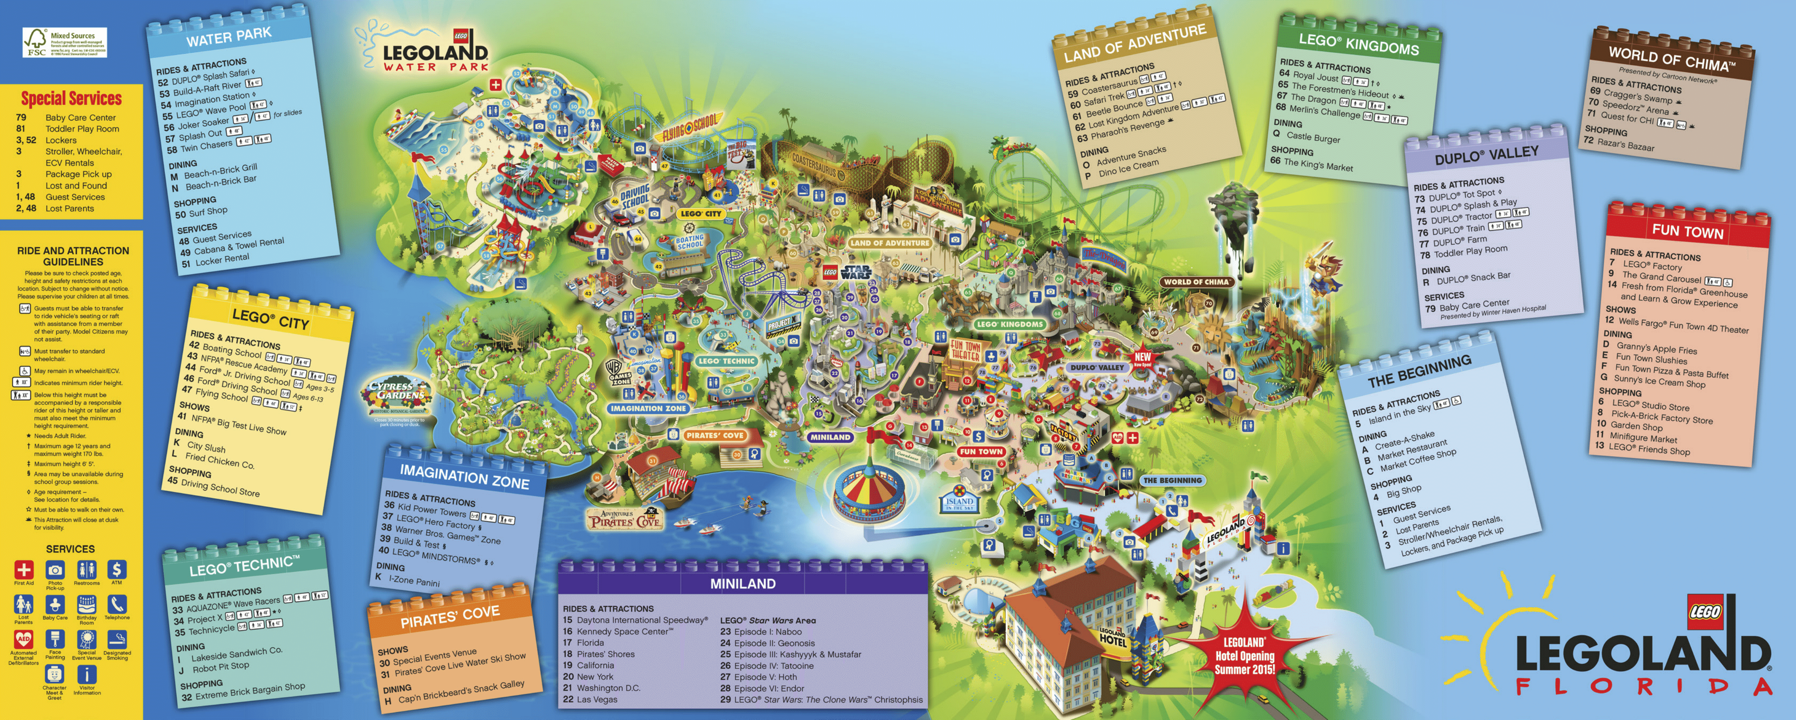 FSC
Mixed Sources
Special Services
79 Baby Care Center
81 Toddler Play Room
3, 52 Lockers
3 Stroller, Wheelchair,
ECV Rentals
3 Package Pick up
1 Lost and Found
1, 48 Guest Services
2, 48 Lost Parents
RIDE AND ATTRACTION
GUIDELINES
Please be sure to check posted age,
height and safety restrictions at each
location. Subject to change without notice.
Please supervise your children at all times.
Guests must be able to transfer
to ride vehicle's seating or raft
with assistance from a member
of their party. Model Citizens may
not assist.
Must transfer to standard
wheelchair.
May remain in wheelchair/ECV.
Indicates minimum rider height.
Below this height must be
accompanied by a responsible
rider of this height or taller and
must also meet the minimum
height requirement.
★ Needs Adult Rider.
† Maximum age 12 years and
maximum weight 170 lbs.
‡ Maximum height 6' 5".
§ Area may be unavailable during
school group sessions.
◊ Age requirement –
See location for details.
☆ Must be able to walk on their own.
This Attraction will close at dusk
for visibility.
SERVICES
First Aid
Photo
Pick-up
Restrooms
ATM
Lost
Parents
Baby Care
Birthday
Room
Telephone
Automated
External
Defibrillators
Face
Painting
Special
Event Venue
Designated
Smoking
Character
Meet &
Greet
Visitor
Information
WATER PARK
RIDES & ATTRACTIONS
52 DUPLO® Splash Safari ◊
53 Build-A-Raft River
54 Imagination Station ◊
55 LEGO® Wave Pool
56 Joker Soaker for slides
57 Splash Out
58 Twin Chasers
DINING
M Beach-n-Brick Grill
N Beach-n-Brick Bar
SHOPPING
50 Surf Shop
SERVICES
48 Guest Services
49 Cabana & Towel Rental
51 Locker Rental
LEGO® CITY
RIDES & ATTRACTIONS
42 Boating School
43 NFPA® Rescue Academy
44 Ford® Jr. Driving School Ages 3-5
46 Ford® Driving School Ages 6-13
47 Flying School
SHOWS
41 NFPA® Big Test Live Show
DINING
K City Slush
L Fried Chicken Co.
SHOPPING
45 Driving School Store
LEGO® TECHNIC™
RIDES & ATTRACTIONS
33 AQUAZONE® Wave Racers
34 Project X
35 Technicycle
DINING
I Lakeside Sandwich Co.
J Robot Pit Stop
SHOPPING
32 Extreme Brick Bargain Shop
IMAGINATION ZONE
RIDES & ATTRACTIONS
36 Kid Power Towers
37 LEGO® Hero Factory §
38 Warner Bros. Games™ Zone
39 Build & Test §
40 LEGO® MINDSTORMS® § ◊
DINING
K I-Zone Panini
PIRATES' COVE
SHOWS
30 Special Events Venue
31 Pirates' Cove Live Water Ski Show
DINING
H Cap'n Brickbeard's Snack Galley
MINILAND
RIDES & ATTRACTIONS
15 Daytona International Speedway®
16 Kennedy Space Center™
17 Florida
18 Pirates' Shores
19 California
20 New York
21 Washington D.C.
22 Las Vegas
LEGO® Star Wars Area
23 Episode I: Naboo
24 Episode II: Geonosis
25 Episode III: Kashyyyk & Mustafar
26 Episode IV: Tatooine
27 Episode V: Hoth
28 Episode VI: Endor
29 LEGO® Star Wars: The Clone Wars™ Christophsis
LAND OF ADVENTURE
RIDES & ATTRACTIONS
59 Coastersaurus
60 Safari Trek
61 Beetle Bounce
62 Lost Kingdom Adventure
63 Pharaoh's Revenge
DINING
O Adventure Snacks
P Dino Ice Cream
LEGO® KINGDOMS
RIDES & ATTRACTIONS
64 Royal Joust
65 The Forestmen's Hideout
67 The Dragon
68 Merlin's Challenge
DINING
Q Castle Burger
SHOPPING
66 The King's Market
WORLD OF CHIMA™
Presented by Cartoon Network®
RIDES & ATTRACTIONS
69 Cragger's Swamp
70 Speedorz™ Arena
71 Quest for CHI
SHOPPING
72 Razar's Bazaar
DUPLO® VALLEY
RIDES & ATTRACTIONS
73 DUPLO® Tot Spot ◊
74 DUPLO® Splash & Play
75 DUPLO® Tractor
76 DUPLO® Train
77 DUPLO® Farm
78 Toddler Play Room
DINING
R DUPLO® Snack Bar
SERVICES
79 Baby Care Center
Presented by Winter Haven Hospital
FUN TOWN
RIDES & ATTRACTIONS
7 LEGO® Factory
9 The Grand Carousel
14 Fresh from Florida® Greenhouse
and Learn & Grow Experience
SHOWS
12 Wells Fargo® Fun Town 4D Theater
DINING
D Granny's Apple Fries
E Fun Town Slushies
F Fun Town Pizza & Pasta Buffet
G Sunny's Ice Cream Shop
SHOPPING
6 LEGO® Studio Store
8 Pick-A-Brick Factory Store
10 Garden Shop
11 Minifigure Market
13 LEGO® Friends Shop
THE BEGINNING
RIDES & ATTRACTIONS
5 Island in the Sky
DINING
A Create-A-Shake
B Market Restaurant
C Market Coffee Shop
SHOPPING
4 Big Shop
SERVICES
1 Guest Services
2 Lost Parents
3 Stroller/Wheelchair Rentals,
Lockers, and Package Pick up
LEGO
LEGOLAND
WATER PARK
FLYING SCHOOL
DRIVING
SCHOOL
LEGO® CITY
BOATING
SCHOOL
COASTERSAURUS
LAND OF ADVENTURE
LEGO STAR WARS
PROJECT X
LEGO® TECHNIC
WB GAMES
ZONE
IMAGINATION ZONE
CYPRESS
GARDENS
PIRATES' COVE
ADVENTURES
PIRATES' COVE
MINILAND
LEGO® KINGDOMS
FUN TOWN
THEATER
WORLD OF CHIMA™
DUPLO® VALLEY
NEW
FACTORY
FUN TOWN
ISLAND
IN THE SKY
THE BEGINNING
LEGOLAND
LEGOLAND
HOTEL
LEGOLAND®
Hotel Opening
Summer 2015!
LEGO
LEGOLAND®
FLORIDA